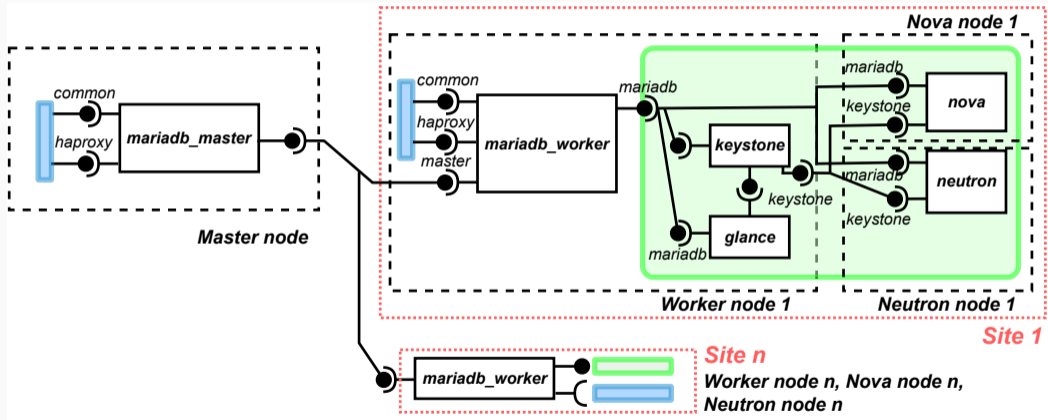 Nova node 1
common
haproxy
mariadb_master
Master node
common
haproxy
master
mariadb_worker
mariadb
keystone
keystone
glance
mariadb
mariadb
keystone
nova
mariadb
keystone
neutron
Worker node 1
Neutron node 1
Site 1
mariadb_worker
Site n
Worker node n, Nova node n,
Neutron node n